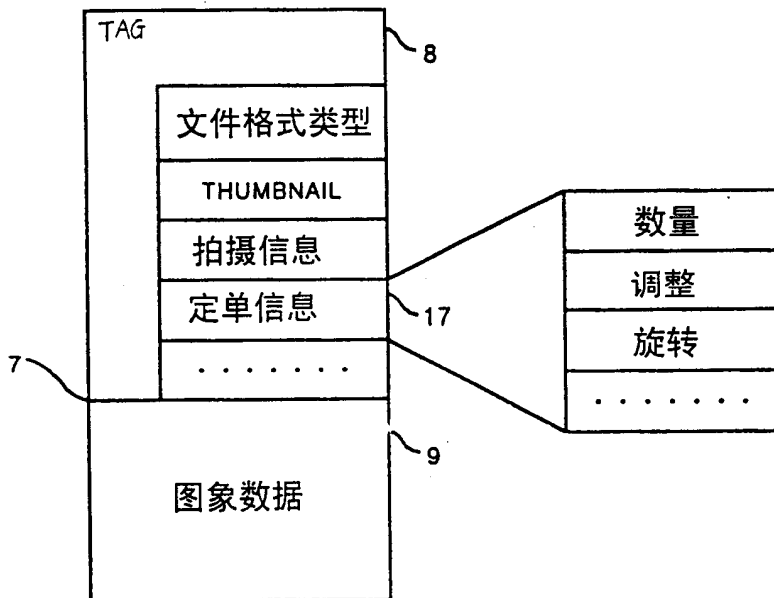 TAG
8
文件格式类型
THUMBNAIL
拍摄信息
定单信息
17
.......
7
9
图象数据
数量
调整
旋转
.......